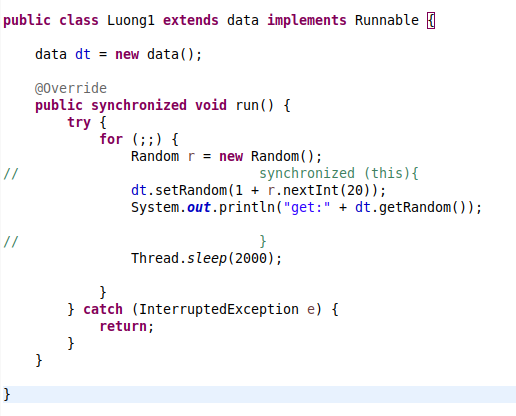 public class Luong1 extends data implements Runnable {
data dt = new data();
@Override
public synchronized void run() {
try {
for (;;) {
Random r = new Random();
// synchronized (this){
dt.setRandom(1 + r.nextInt(20));
System.out.println("get:" + dt.getRandom());
// }
Thread.sleep(2000);
}
} catch (InterruptedException e) {
return;
}
}
}